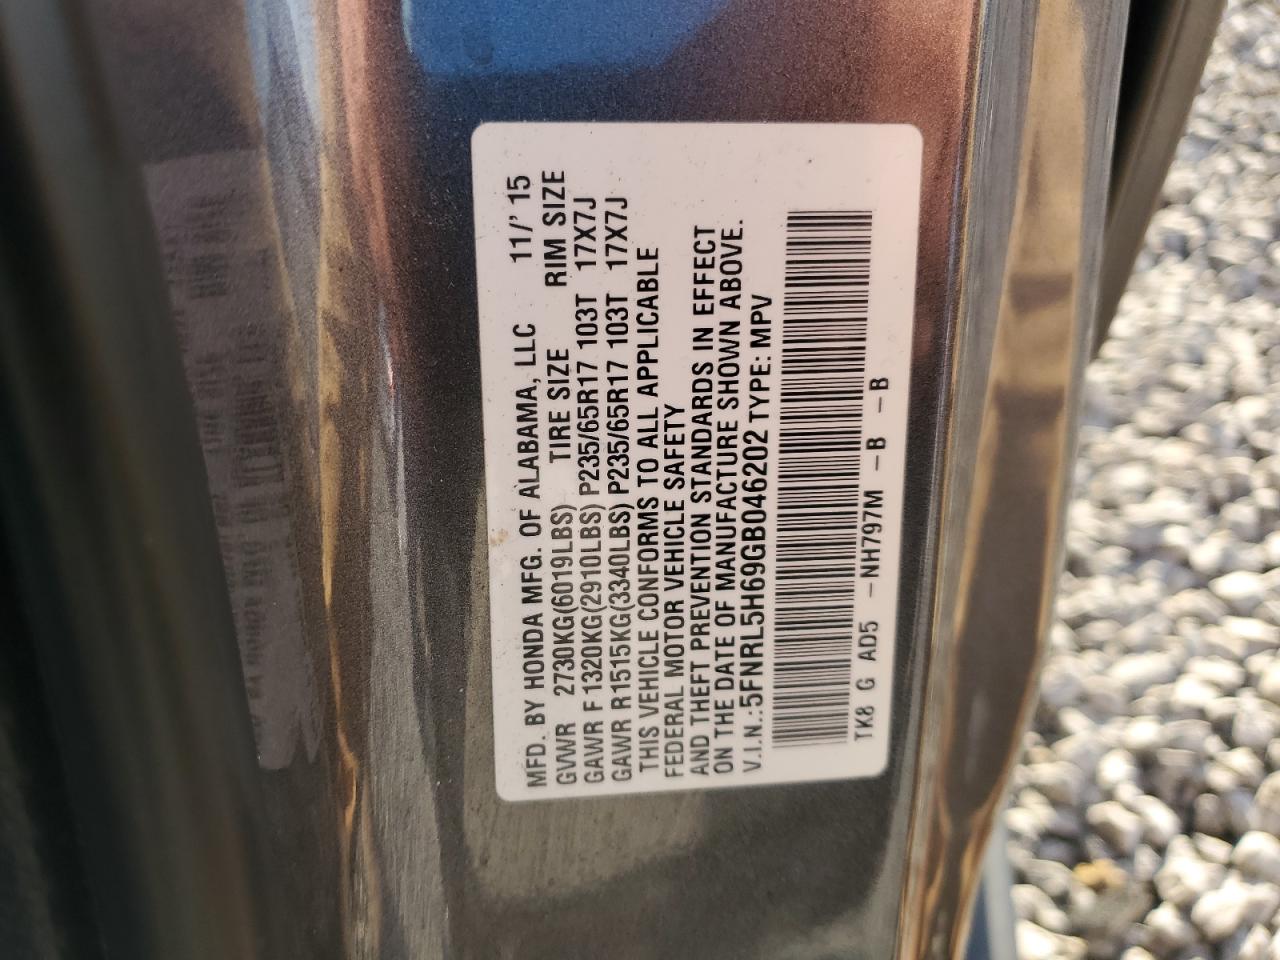 MFD. BY HONDA MFG. OF ALABAMA, LLC 11/' 15
GVWR 2730KG(6019LBS) TIRE SIZE RIM SIZE
GAWR F 1320KG(2910LBS) P235/65R17 103T 17X7J
GAWR R1515KG(3340LBS) P235/65R17 103T 17X7J
THIS VEHICLE CONFORMS TO ALL APPLICABLE
FEDERAL MOTOR VEHICLE SAFETY
AND THEFT PREVENTION STANDARDS IN EFFECT
ON THE DATE OF MANUFACTURE SHOWN ABOVE.
V.I.N.:5FNRL5H69GB046202 TYPE: MPV
TK8 G AD5 -NH797M -B -B